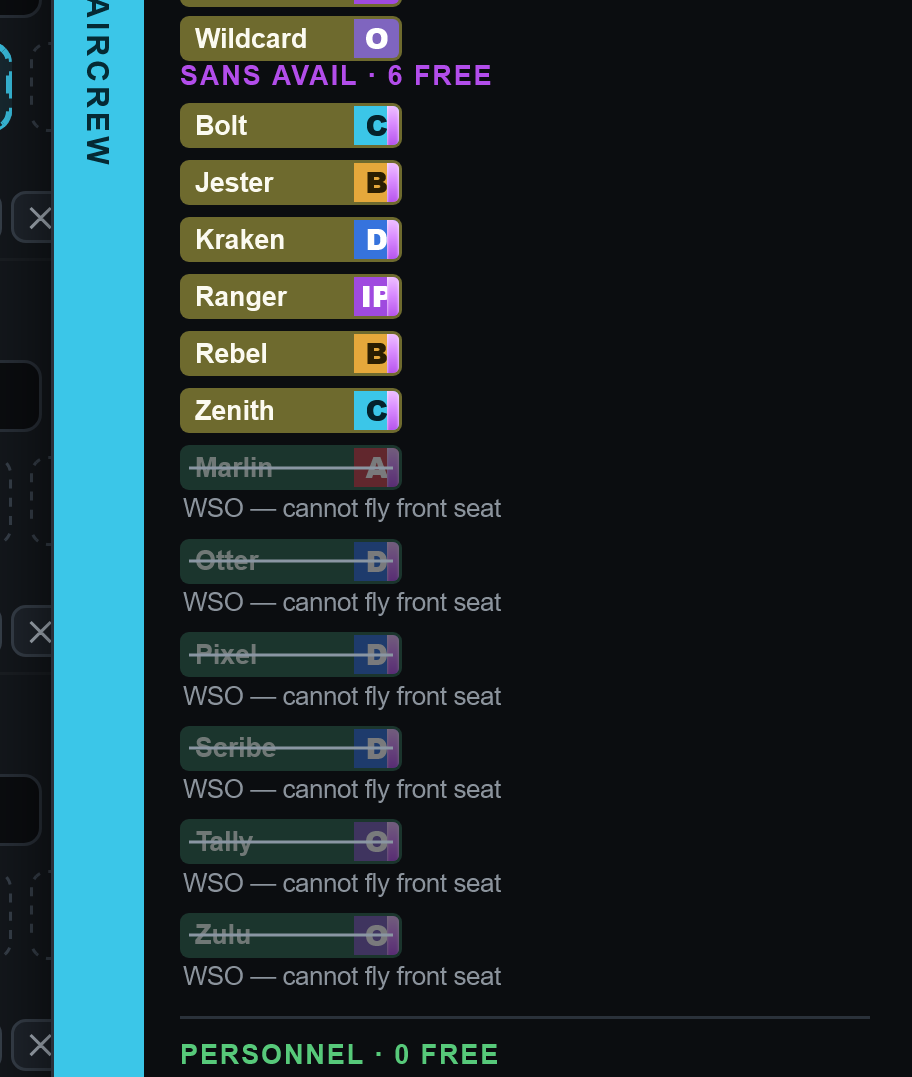 AIRCREW
Wildcard O
SANS AVAIL · 6 FREE
Bolt C
Jester B
Kraken D
Ranger IP
Rebel B
Zenith C
Marlin A
WSO — cannot fly front seat
Otter D
WSO — cannot fly front seat
Pixel D
WSO — cannot fly front seat
Scribe D
WSO — cannot fly front seat
Tally O
WSO — cannot fly front seat
Zulu O
WSO — cannot fly front seat
PERSONNEL · 0 FREE